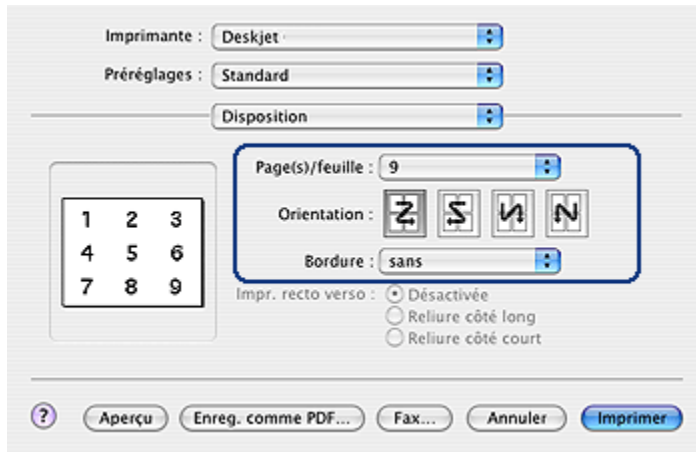 Imprimante : Deskjet
Préréglages : Standard
Disposition
Page(s)/feuille : 9
1 2 3
Orientation :
4 5 6
Bordure : sans
7 8 9
Impr. recto verso : Désactivée
Reliure côté long
Reliure côté court
? Aperçu Enreg. comme PDF... Fax... Annuler Imprimer